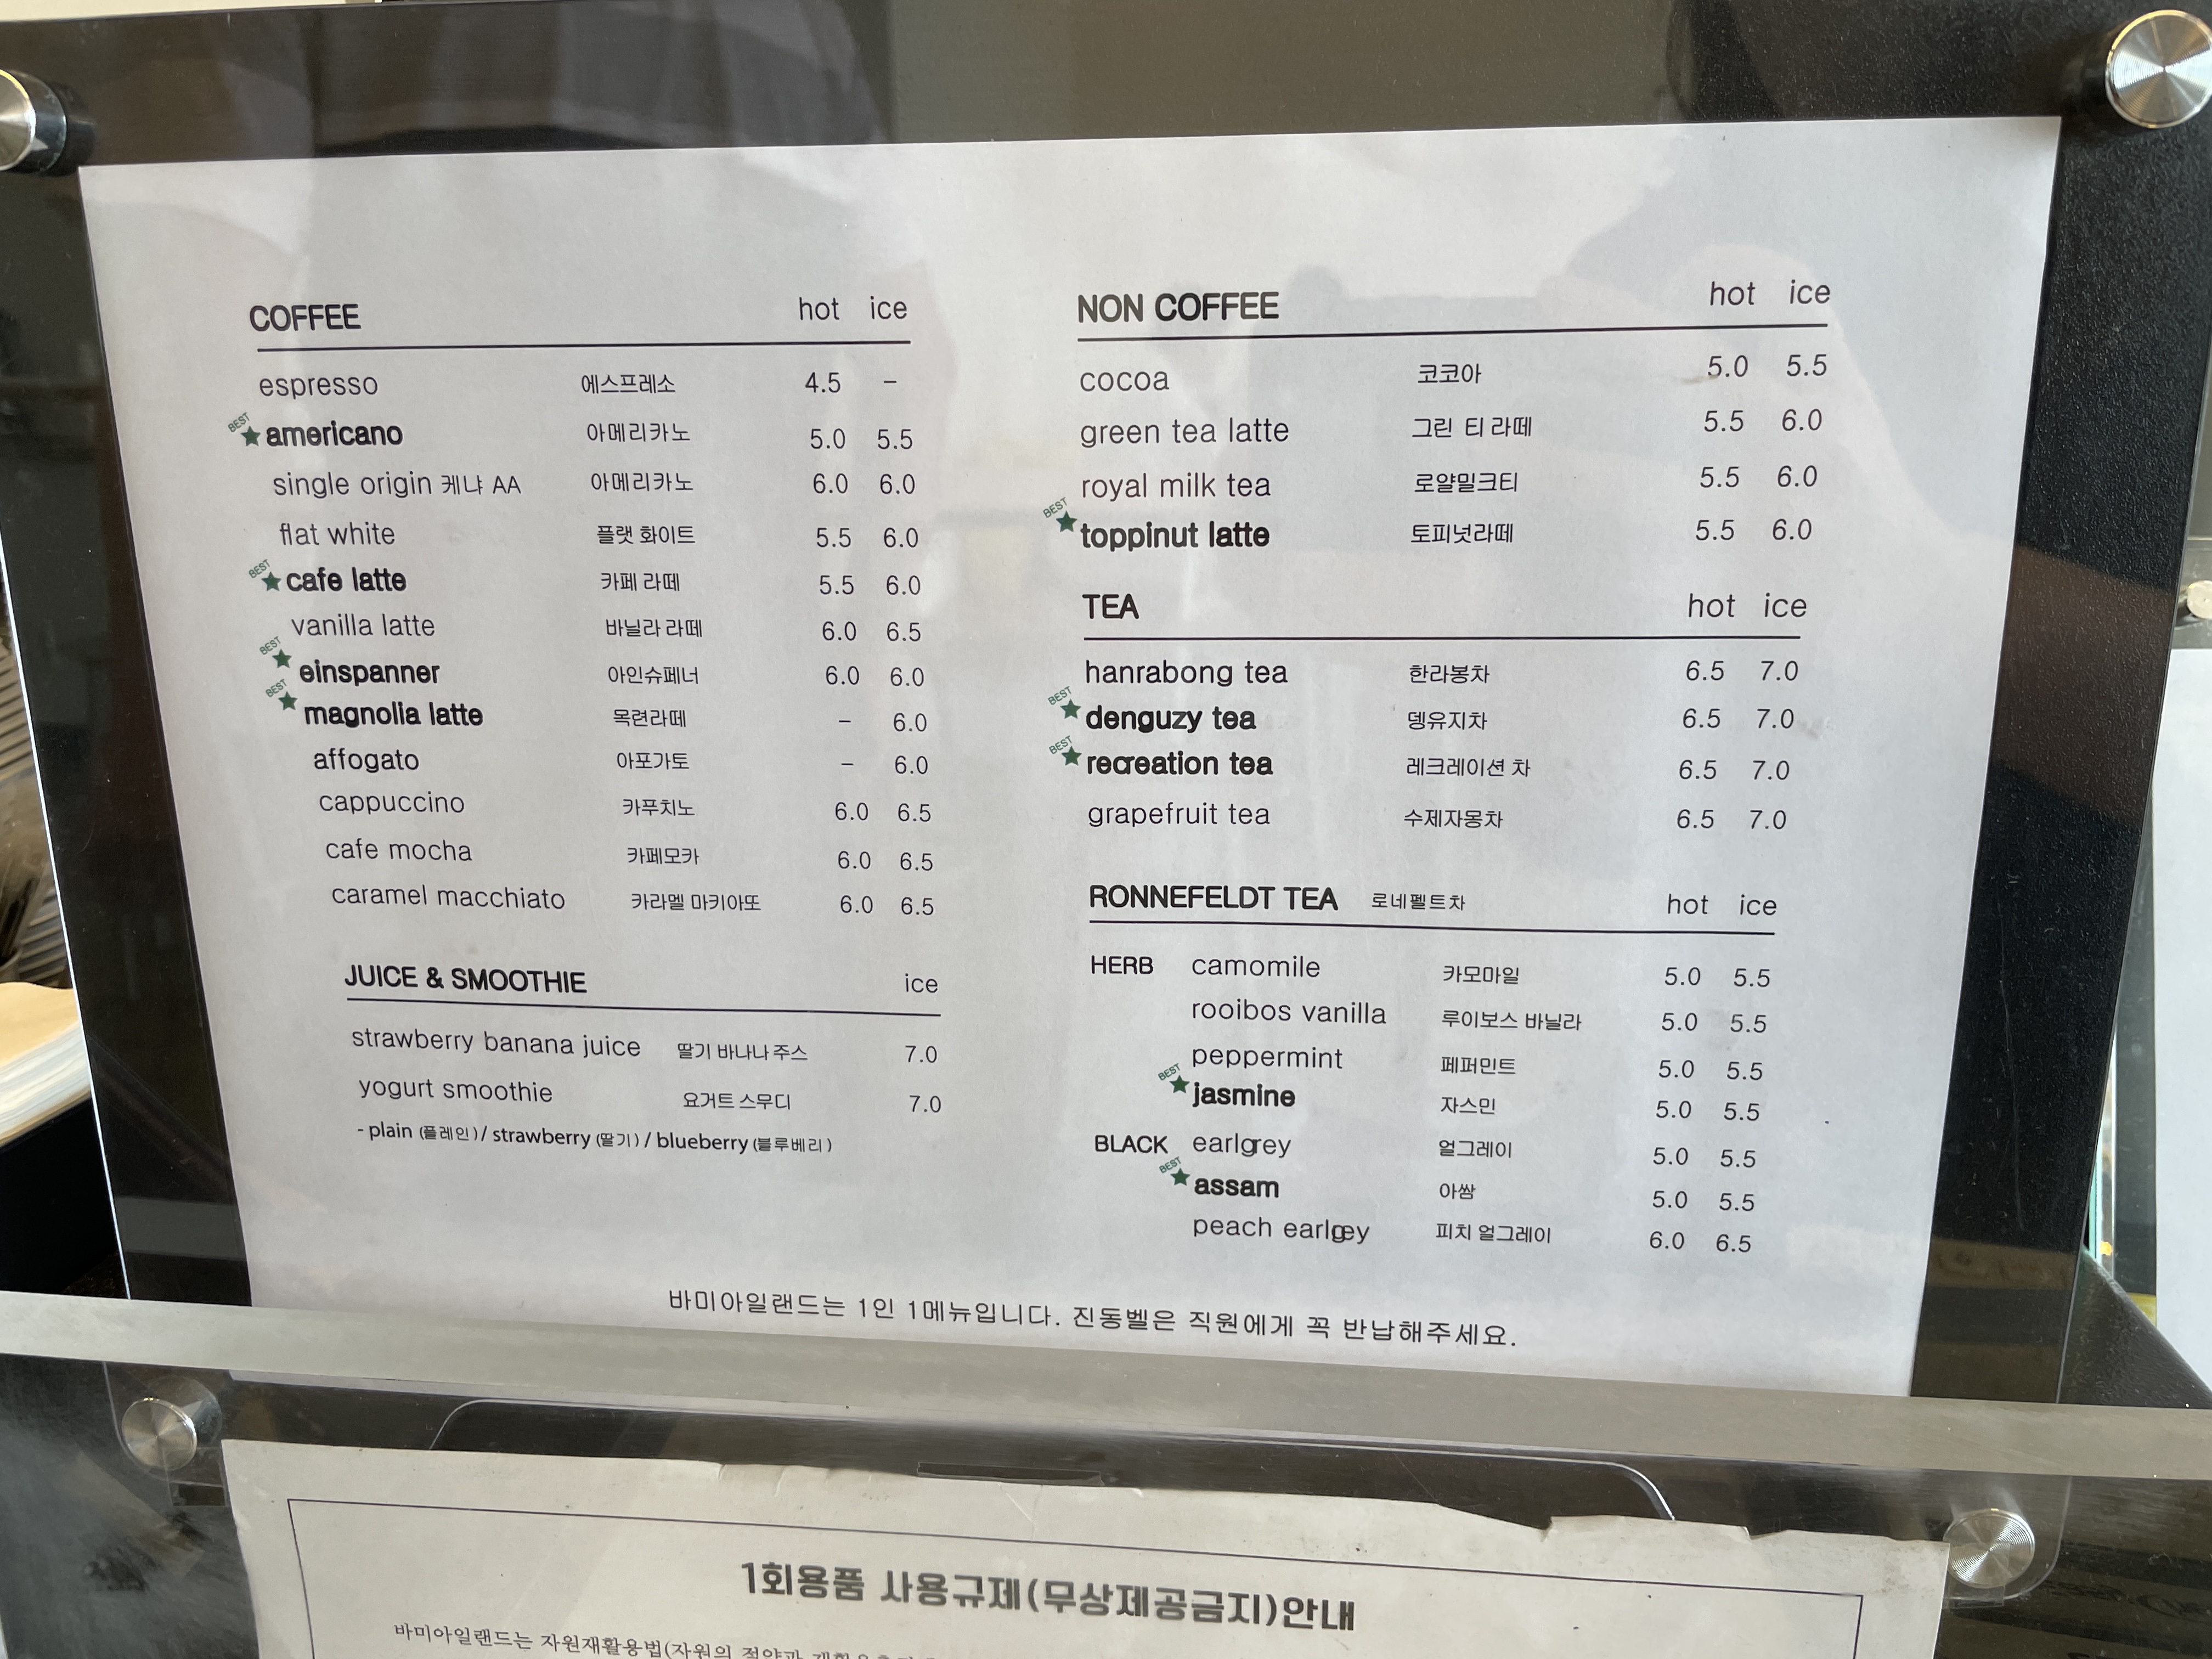 COFFEE hot ice
espresso 에스프레소 4.5 –
BEST ★ americano 아메리카노 5.0 5.5
single origin 케냐 AA 아메리카노 6.0 6.0
flat white 플랫 화이트 5.5 6.0
BEST ★ cafe latte 카페 라떼 5.5 6.0
vanilla latte 바닐라 라떼 6.0 6.5
BEST ★ einspanner 아인슈페너 6.0 6.0
BEST ★ magnolia latte 목련라떼 – 6.0
affogato 아포가토 – 6.0
cappuccino 카푸치노 6.0 6.5
cafe mocha 카페모카 6.0 6.5
caramel macchiato 카라멜 마키아또 6.0 6.5
JUICE & SMOOTHIE ice
strawberry banana juice 딸기 바나나 주스 7.0
yogurt smoothie 요거트 스무디 7.0
- plain (플레인) / strawberry (딸기) / blueberry (블루베리)
NON COFFEE hot ice
cocoa 코코아 5.0 5.5
green tea latte 그린 티 라떼 5.5 6.0
royal milk tea 로얄밀크티 5.5 6.0
BEST ★ toppinut latte 토피넛라떼 5.5 6.0
TEA hot ice
hanrabong tea 한라봉차 6.5 7.0
BEST ★ denguzy tea 뎅유지차 6.5 7.0
BEST ★ recreation tea 레크레이션 차 6.5 7.0
grapefruit tea 수제자몽차 6.5 7.0
RONNEFELDT TEA 로네펠트차 hot ice
HERB camomile 카모마일 5.0 5.5
rooibos vanilla 루이보스 바닐라 5.0 5.5
peppermint 페퍼민트 5.0 5.5
BEST ★ jasmine 자스민 5.0 5.5
BLACK earlgrey 얼그레이 5.0 5.5
BEST ★ assam 아쌈 5.0 5.5
peach earlgey 피치 얼그레이 6.0 6.5
바미아일랜드는 1인 1메뉴입니다. 진동벨은 직원에게 꼭 반납해주세요.
1회용품 사용규제(무상제공금지)안내
바미아일랜드는 자원재활용법(자원의 절약과